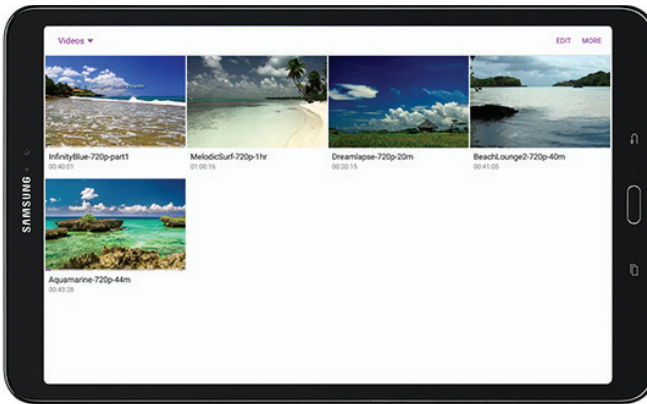 Videos
EDIT MORE
InfinityBlue-720p-part1
00:40:01
MelodicSurf-720p-1hr
01:00:16
Dreamlapse-720p-20m
00:20:15
BeachLounge2-720p-40m
00:41:05
Aquamarine-720p-44m
00:43:28
SAMSUNG